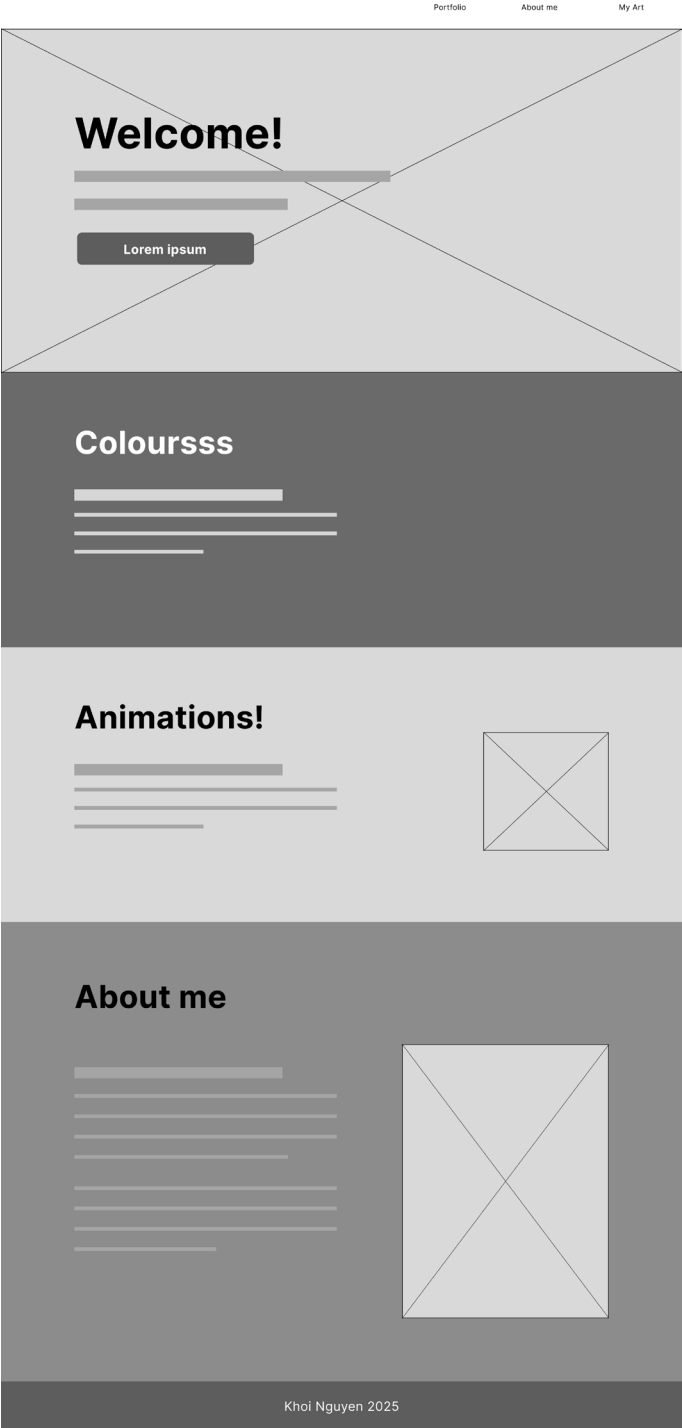 Portfolio About me My Art
Welcome!
Lorem ipsum
Coloursss
Animations!
About me
Khoi Nguyen 2025